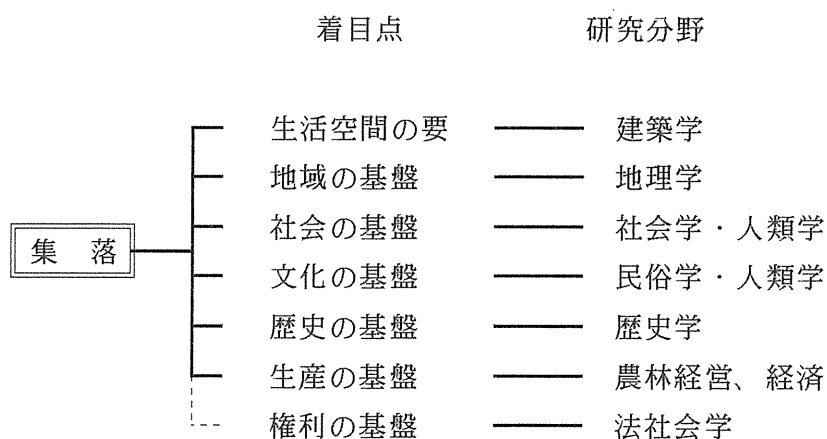 着目点 研究分野
生活空間の要 建築学
地域の基盤 地理学
社会の基盤 社会学・人類学
集落
文化の基盤 民俗学・人類学
歴史の基盤 歴史学
生産の基盤 農林経営、経済
権利の基盤 法社会学